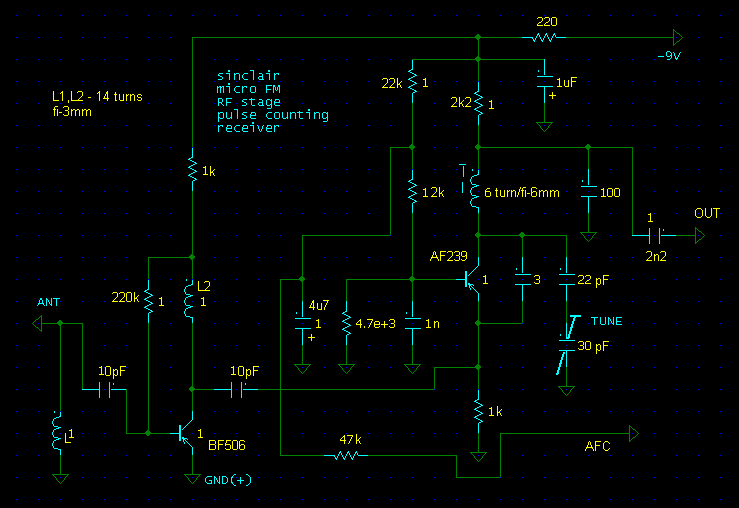 220
-9V
sinclair
micro FM
RF stage
pulse counting
receiver
L1,L2 - 14 turns
fi-3mm
22k 1
2k2 1
1uF
+
1k
12k
T
6 turn/fi-6mm
100
OUT
1
2n2
AF239
1
3
22 pF
L2
1
220k 1
ANT
4u7
1
+
4.7e+3
1n
TUNE
30 pF
10pF
10pF
1k
L1
1
BF506
47k
AFC
GND(+)